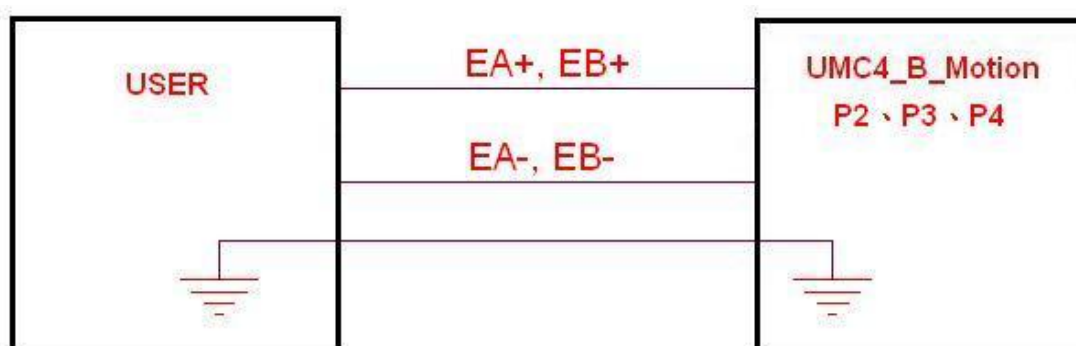 USER
EA+, EB+
EA-, EB-
UMC4_B_Motion
P2、P3、P4